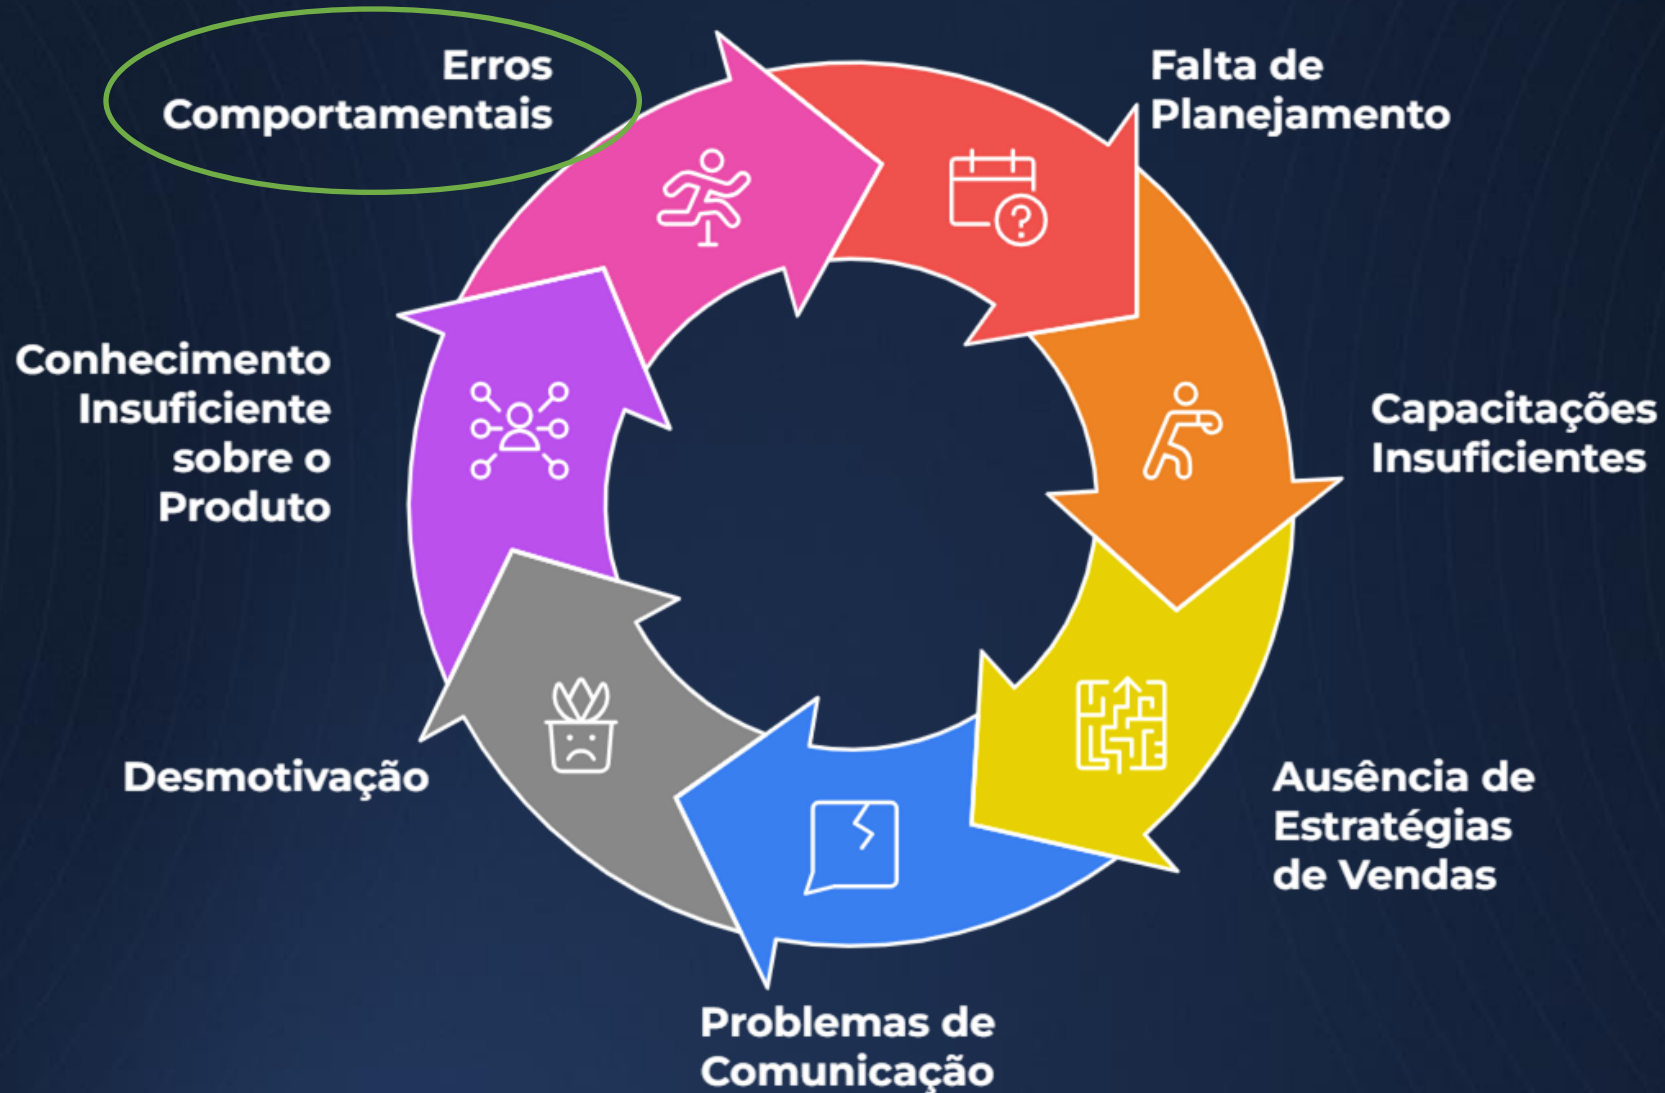 Erros
Comportamentais
Falta de
Planejamento
Capacitações
Insuficientes
Ausência de
Estratégias
de Vendas
Problemas de
Comunicação
Desmotivação
Conhecimento
Insuficiente
sobre o
Produto
?